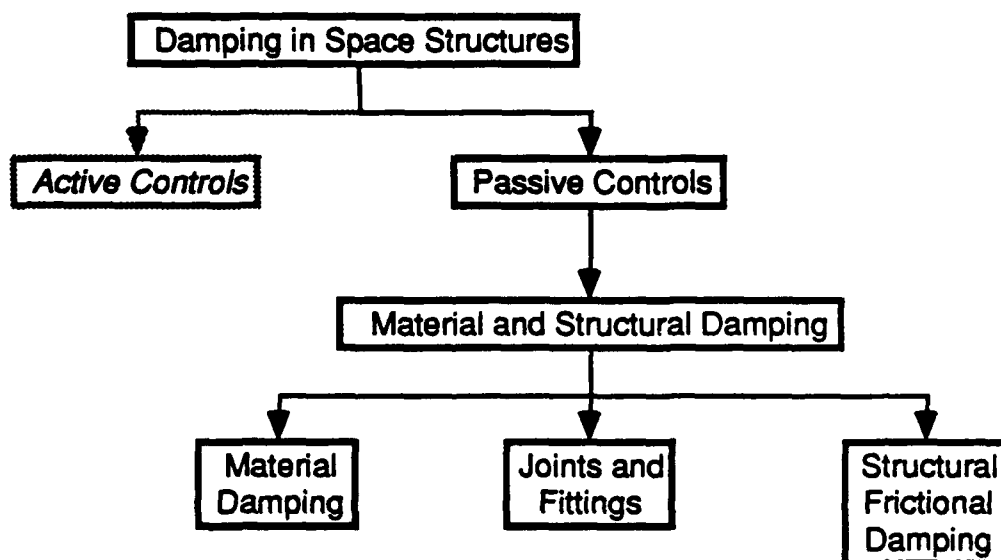 Damping in Space Structures
Active Controls
Passive Controls
Material and Structural Damping
Material
Damping
Joints and
Fittings
Structural
Frictional
Damping